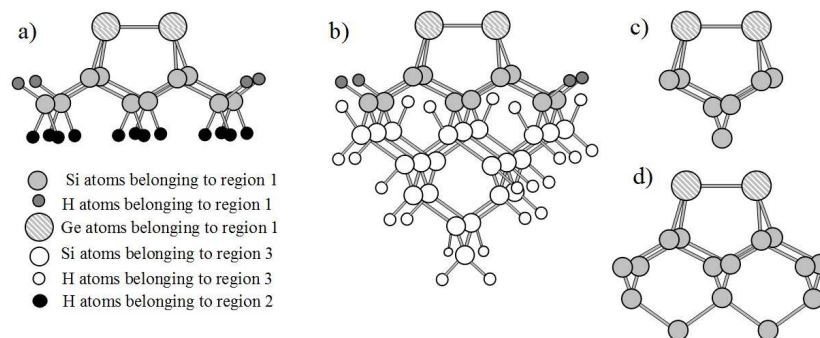 a)
b)
c)
d)
Si atoms belonging to region 1
H atoms belonging to region 1
Ge atoms belonging to region 1
Si atoms belonging to region 3
H atoms belonging to region 3
H atoms belonging to region 2